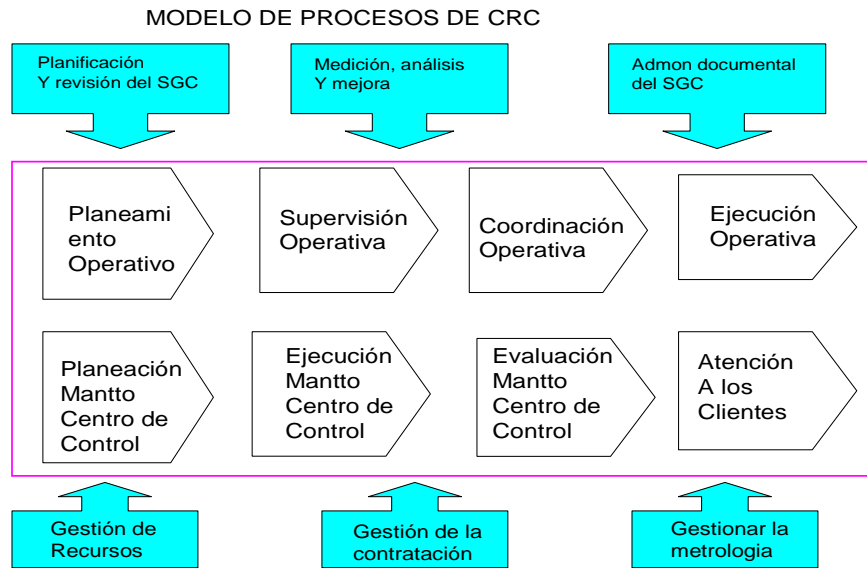 MODELO DE PROCESOS DE CRC
Planificación
Y revisión del SGC
Medición, análisis
Y mejora
Admon documental
del SGC
Planeami
ento
Operativo
Supervisión
Operativa
Coordinación
Operativa
Ejecución
Operativa
Planeación
Mantto
Centro de
Control
Ejecución
Mantto
Centro de
Control
Evaluación
Mantto
Centro de
Control
Atención
A los
Clientes
Gestión de
Recursos
Gestión de la
contratación
Gestionar la
metrologia